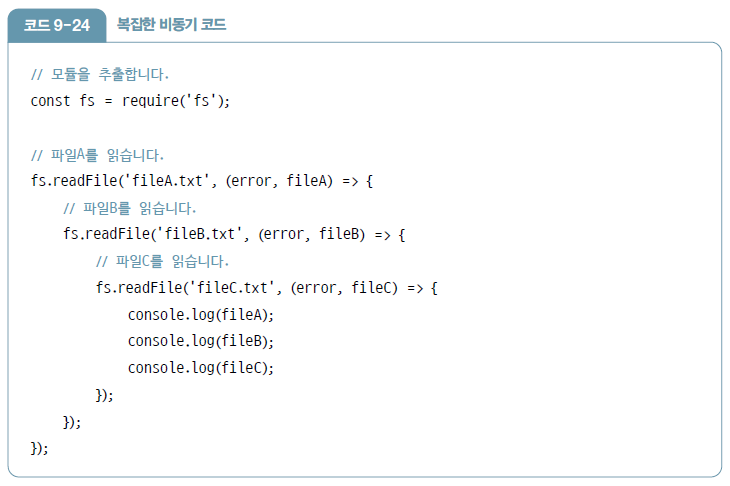 코드 9-24 복잡한 비동기 코드
// 모듈을 추출합니다.
const fs = require('fs');
// 파일A를 읽습니다.
fs.readFile('fileA.txt', (error, fileA) => {
// 파일B를 읽습니다.
fs.readFile('fileB.txt', (error, fileB) => {
// 파일C를 읽습니다.
fs.readFile('fileC.txt', (error, fileC) => {
console.log(fileA);
console.log(fileB);
console.log(fileC);
});
});
});